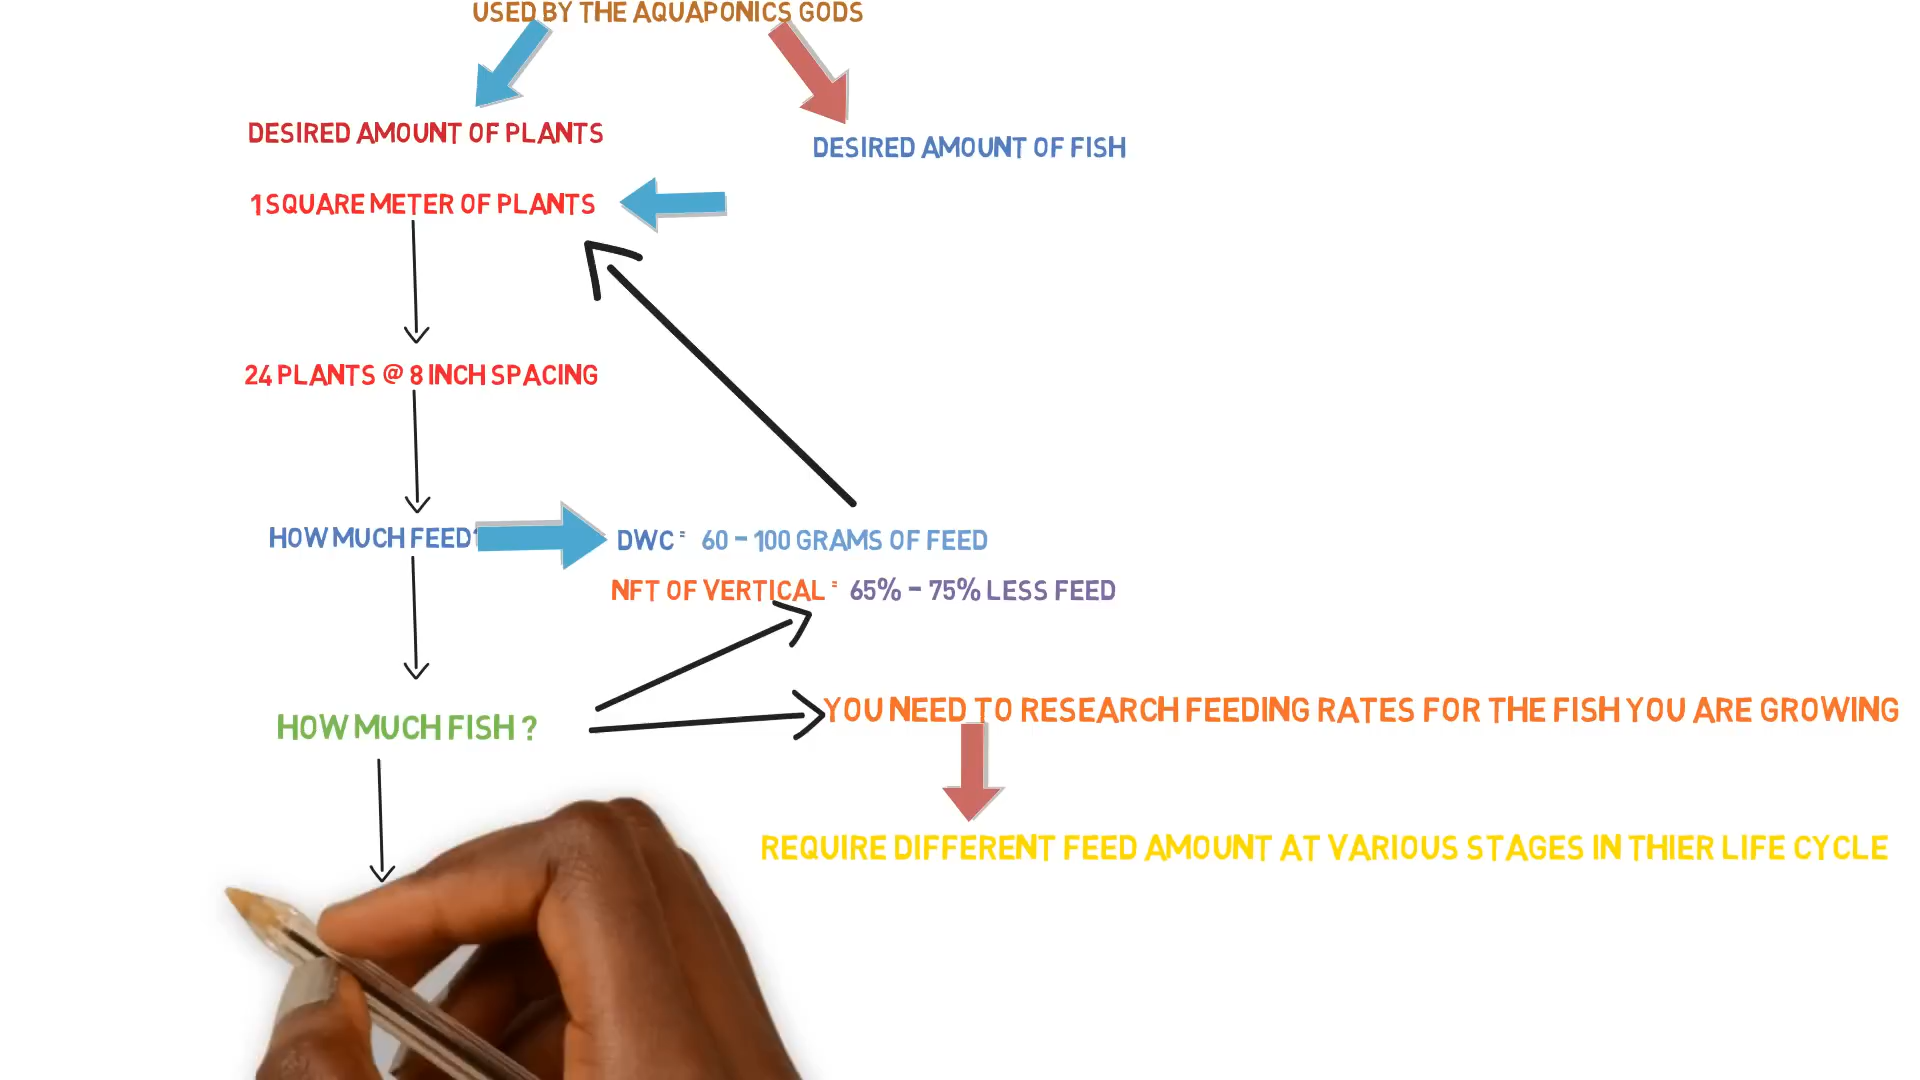 USED BY THE AQUAPONICS GODS
DESIRED AMOUNT OF PLANTS
DESIRED AMOUNT OF FISH
1 SQUARE METER OF PLANTS
24 PLANTS @ 8 INCH SPACING
HOW MUCH FEED?
DWC = 60 - 100 GRAMS OF FEED
NFT OF VERTICAL = 65% - 75% LESS FEED
HOW MUCH FISH ?
YOU NEED TO RESEARCH FEEDING RATES FOR THE FISH YOU ARE GROWING
REQUIRE DIFFERENT FEED AMOUNT AT VARIOUS STAGES IN THIER LIFE CYCLE